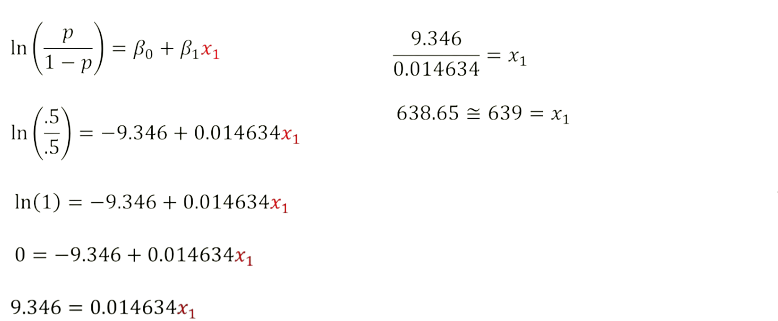 ln(p/(1 − p)) = β₀ + β₁x₁
ln(.5/.5) = −9.346 + 0.014634x₁
ln(1) = −9.346 + 0.014634x₁
0 = −9.346 + 0.014634x₁
9.346 = 0.014634x₁
9.346/0.014634 = x₁
638.65 ≅ 639 = x₁